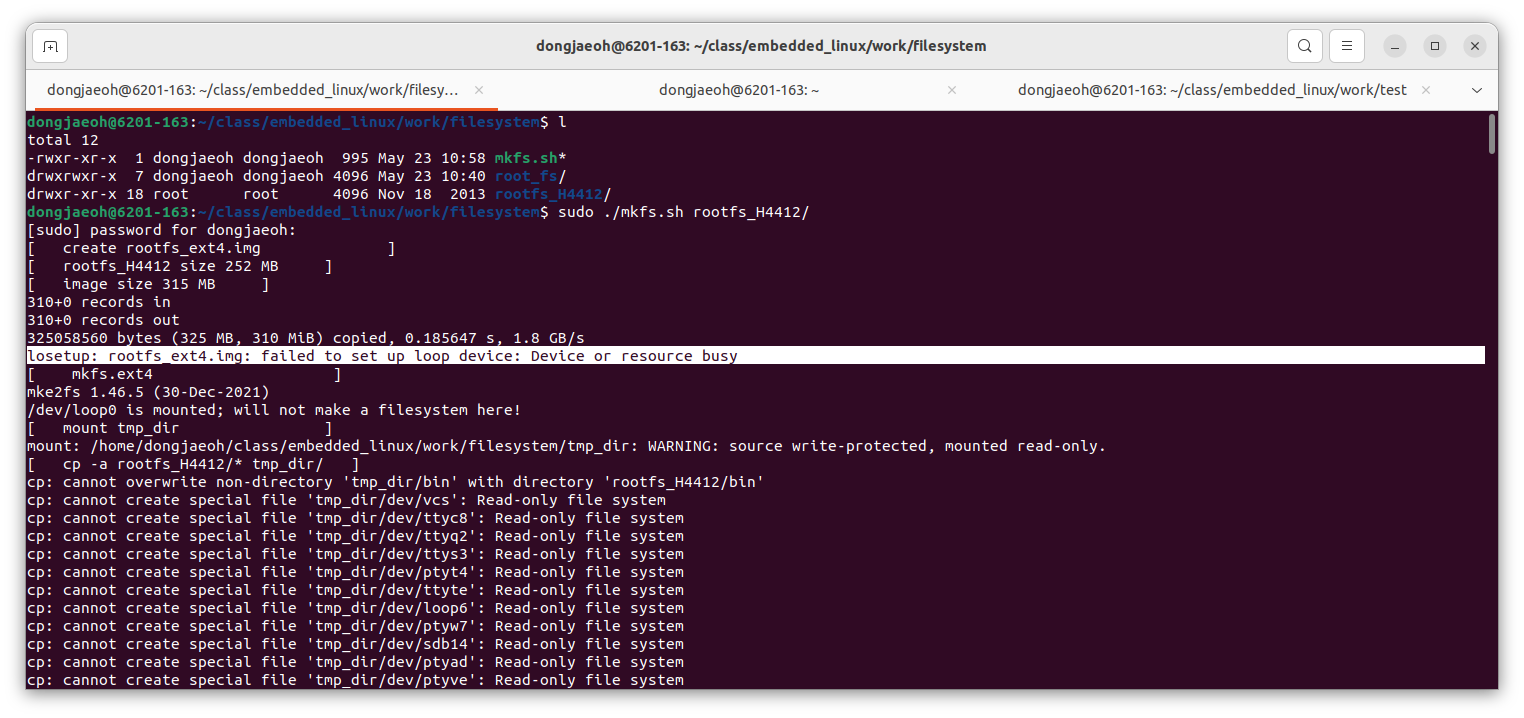 dongjaeoh@6201-163: ~/class/embedded_linux/work/filesystem
dongjaeoh@6201-163: ~/class/embedded_linux/work/filesy…
dongjaeoh@6201-163: ~
dongjaeoh@6201-163: ~/class/embedded_linux/work/test
dongjaeoh@6201-163:~/class/embedded_linux/work/filesystem$ l
total 12
-rwxr-xr-x  1 dongjaeoh dongjaeoh  995 May 23 10:58 mkfs.sh*
drwxrwxr-x  7 dongjaeoh dongjaeoh 4096 May 23 10:40 root_fs/
drwxr-xr-x 18 root      root      4096 Nov 18  2013 rootfs_H4412/
dongjaeoh@6201-163:~/class/embedded_linux/work/filesystem$ sudo ./mkfs.sh rootfs_H4412/
[sudo] password for dongjaeoh:
[   create rootfs_ext4.img              ]
[   rootfs_H4412 size 252 MB     ]
[   image size 315 MB     ]
310+0 records in
310+0 records out
325058560 bytes (325 MB, 310 MiB) copied, 0.185647 s, 1.8 GB/s
losetup: rootfs_ext4.img: failed to set up loop device: Device or resource busy
[    mkfs.ext4                    ]
mke2fs 1.46.5 (30-Dec-2021)
/dev/loop0 is mounted; will not make a filesystem here!
[   mount tmp_dir                ]
mount: /home/dongjaeoh/class/embedded_linux/work/filesystem/tmp_dir: WARNING: source write-protected, mounted read-only.
[   cp -a rootfs_H4412/* tmp_dir/   ]
cp: cannot overwrite non-directory 'tmp_dir/bin' with directory 'rootfs_H4412/bin'
cp: cannot create special file 'tmp_dir/dev/vcs': Read-only file system
cp: cannot create special file 'tmp_dir/dev/ttyc8': Read-only file system
cp: cannot create special file 'tmp_dir/dev/ttyq2': Read-only file system
cp: cannot create special file 'tmp_dir/dev/ttys3': Read-only file system
cp: cannot create special file 'tmp_dir/dev/ptyt4': Read-only file system
cp: cannot create special file 'tmp_dir/dev/ttyte': Read-only file system
cp: cannot create special file 'tmp_dir/dev/loop6': Read-only file system
cp: cannot create special file 'tmp_dir/dev/ptyw7': Read-only file system
cp: cannot create special file 'tmp_dir/dev/sdb14': Read-only file system
cp: cannot create special file 'tmp_dir/dev/ptyad': Read-only file system
cp: cannot create special file 'tmp_dir/dev/ptyve': Read-only file system